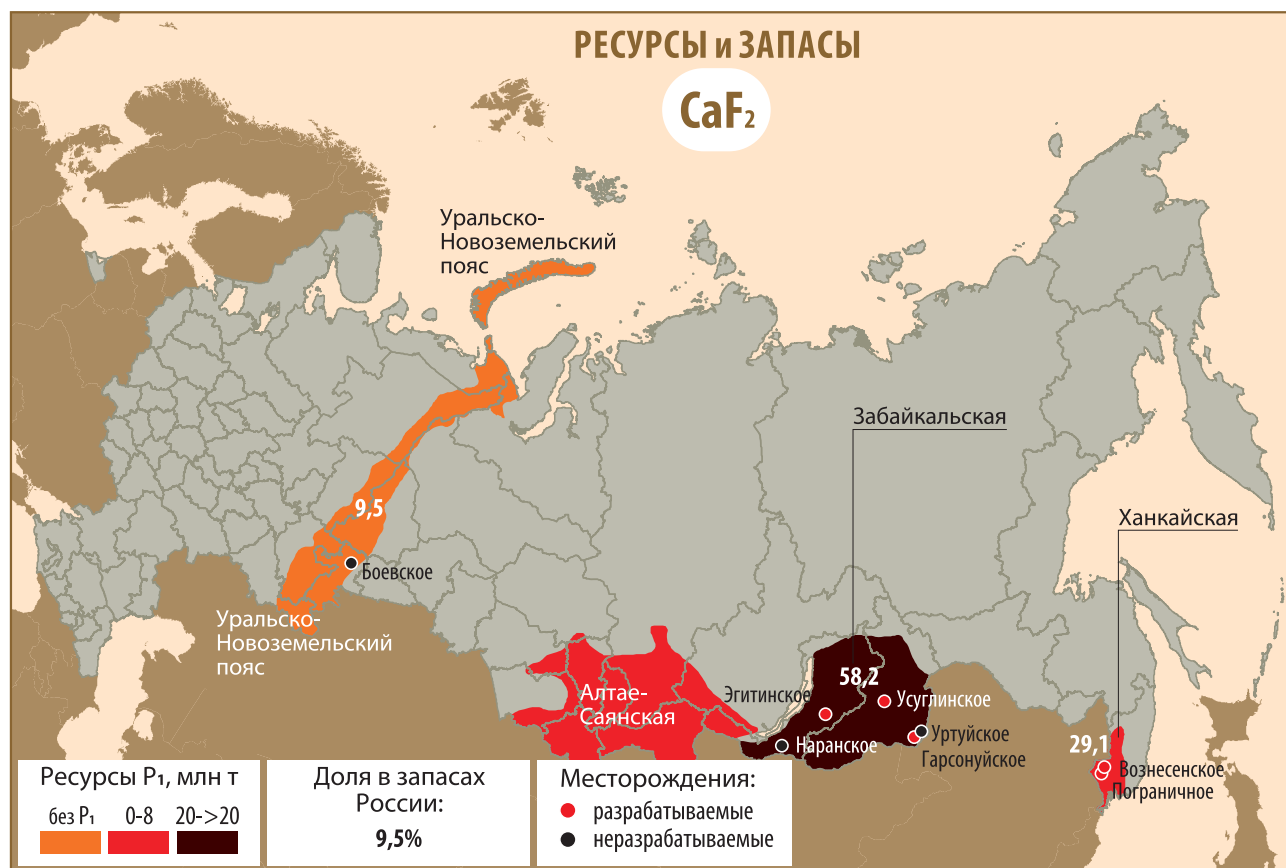 РЕСУРСЫ и ЗАПАСЫ
CaF₂
Уральско-
Новоземельский
пояс
Забайкальская
Ханкайская
9,5
Боевское
Уральско-
Новоземельский
пояс
Алтае-
Саянская
58,2
Эгитинское
Усуглинское
Наранское
Уртуйское
Гарсонуйское
29,1
Вознесенское
Пограничное
Ресурсы P₁, млн т
без P₁ 0-8 20->20
Доля в запасах
России:
9,5%
Месторождения:
разрабатываемые
неразрабатываемые